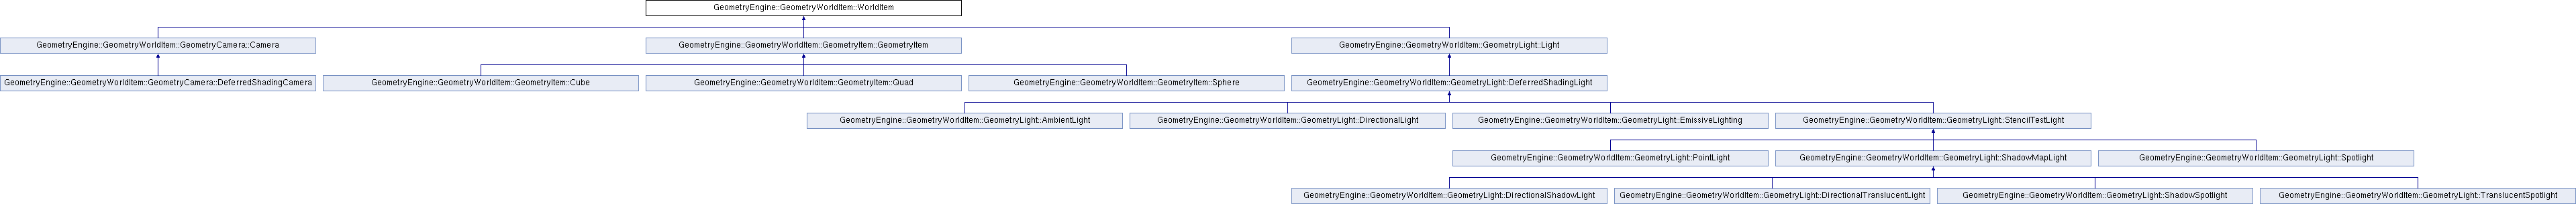 GeometryEngine::GeometryWorldItem::WorldItem
GeometryEngine::GeometryWorldItem::GeometryCamera::Camera
GeometryEngine::GeometryWorldItem::GeometryItem::GeometryItem
GeometryEngine::GeometryWorldItem::GeometryLight::Light
GeometryEngine::GeometryWorldItem::GeometryCamera::DeferredShadingCamera
GeometryEngine::GeometryWorldItem::GeometryItem::Cube
GeometryEngine::GeometryWorldItem::GeometryItem::Quad
GeometryEngine::GeometryWorldItem::GeometryItem::Sphere
GeometryEngine::GeometryWorldItem::GeometryLight::DeferredShadingLight
GeometryEngine::GeometryWorldItem::GeometryLight::AmbientLight
GeometryEngine::GeometryWorldItem::GeometryLight::DirectionalLight
GeometryEngine::GeometryWorldItem::GeometryLight::EmissiveLighting
GeometryEngine::GeometryWorldItem::GeometryLight::StencilTestLight
GeometryEngine::GeometryWorldItem::GeometryLight::PointLight
GeometryEngine::GeometryWorldItem::GeometryLight::ShadowMapLight
GeometryEngine::GeometryWorldItem::GeometryLight::Spotlight
GeometryEngine::GeometryWorldItem::GeometryLight::DirectionalShadowLight
GeometryEngine::GeometryWorldItem::GeometryLight::DirectionalTranslucentLight
GeometryEngine::GeometryWorldItem::GeometryLight::ShadowSpotlight
GeometryEngine::GeometryWorldItem::GeometryLight::TranslucentSpotlight